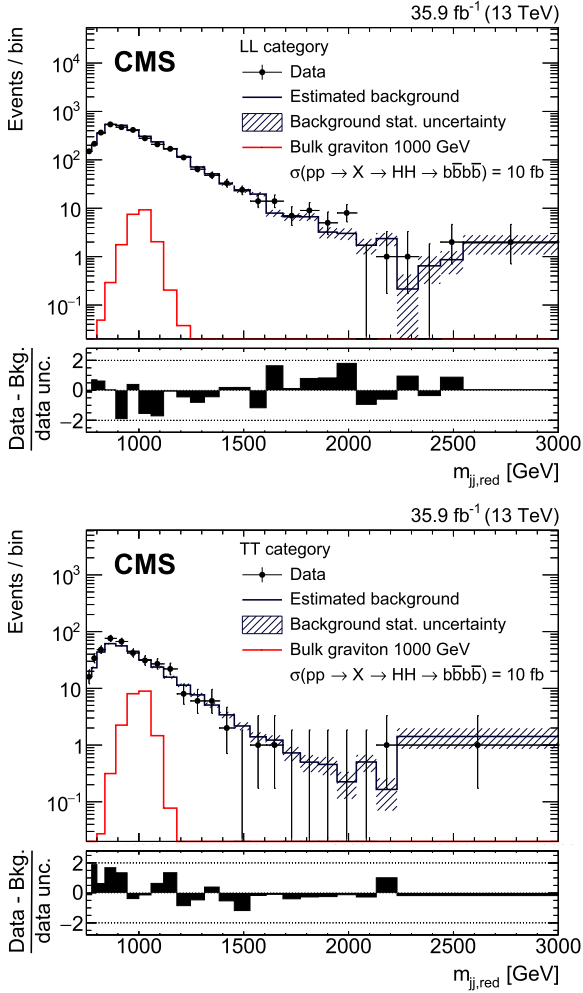 35.9 fb⁻¹ (13 TeV)
Events / bin
CMS
LL category
Data
Estimated background
Background stat. uncertainty
Bulk graviton 1000 GeV
σ(pp → X → HH → bb̅bb̅) = 10 fb
10⁴
10³
10²
10
1
10⁻¹
Data - Bkg.
data unc.
2
0
−2
1000 1500 2000 2500 3000
m_jj,red [GeV]
35.9 fb⁻¹ (13 TeV)
Events / bin
CMS
TT category
Data
Estimated background
Background stat. uncertainty
Bulk graviton 1000 GeV
σ(pp → X → HH → bb̅bb̅) = 10 fb
10³
10²
10
1
10⁻¹
Data - Bkg.
data unc.
2
0
−2
1000 1500 2000 2500 3000
m_jj,red [GeV]